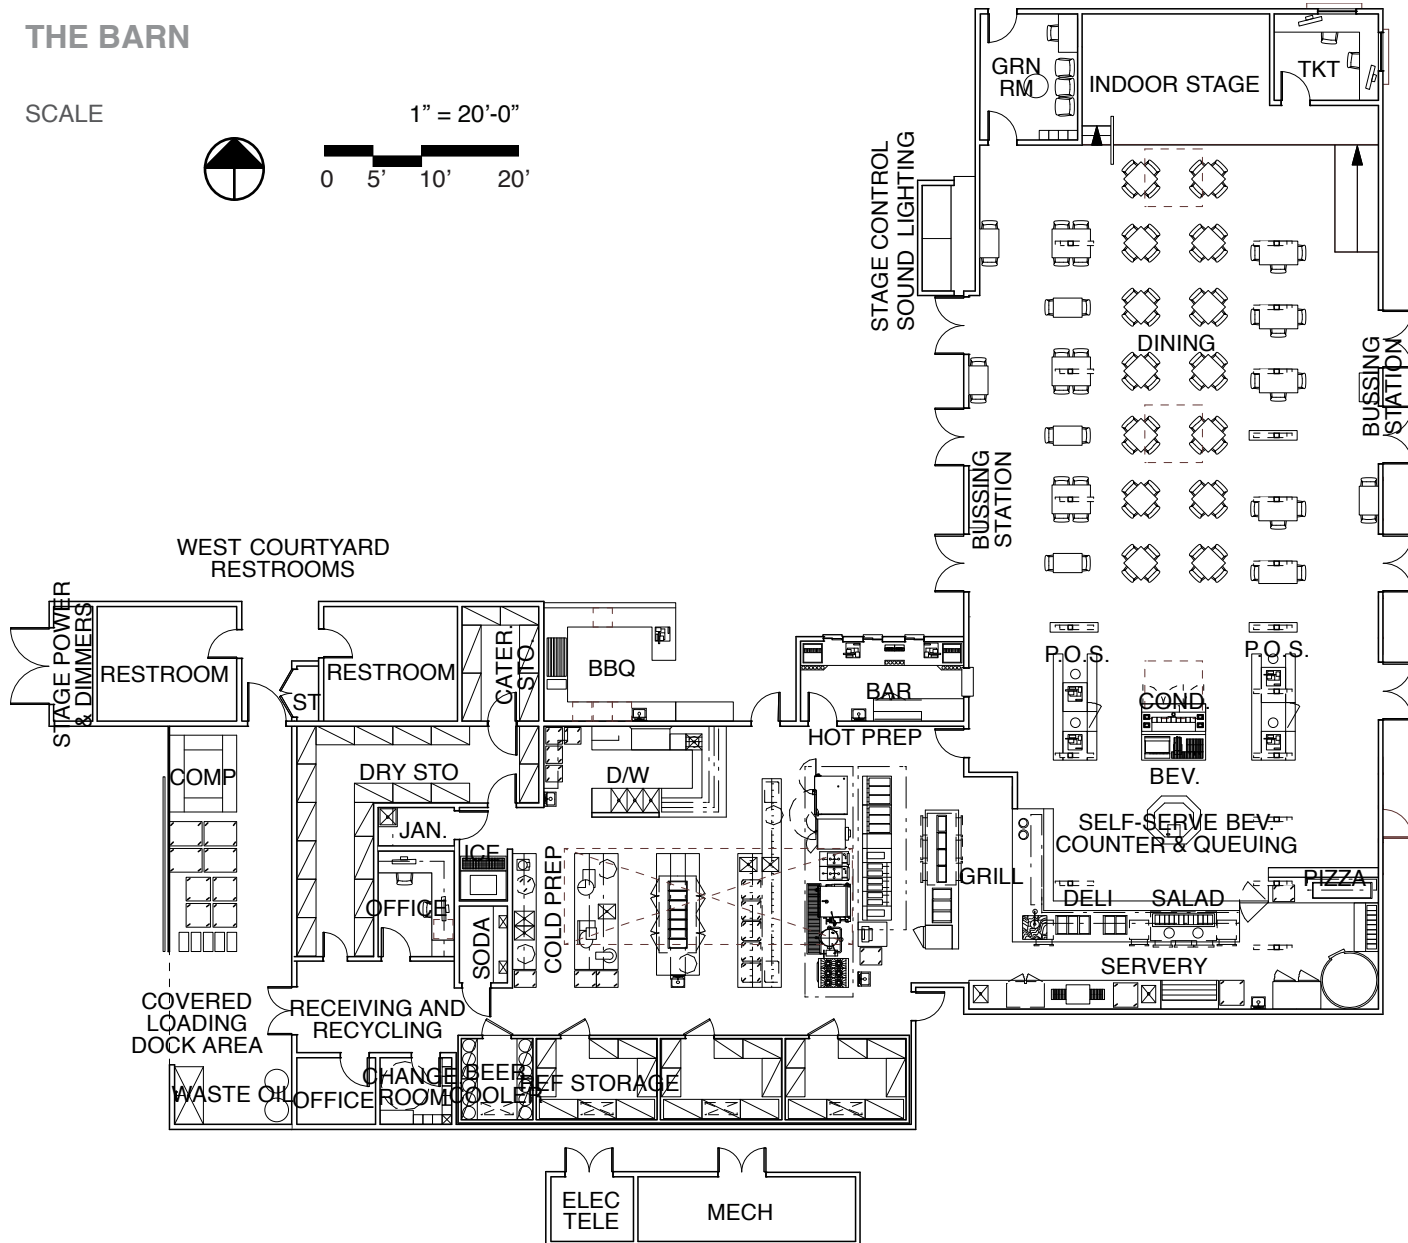 THE BARN
SCALE
1” = 20’-0”
0 5’ 10’ 20’
GRN
RM
INDOOR STAGE
TKT
STAGE CONTROL
SOUND LIGHTING
DINING
BUSSING
STATION
BUSSING
STATION
WEST COURTYARD
RESTROOMS
STAGE POWER
& DIMMERS
RESTROOM
ST
RESTROOM
CATER.
STO.
BBQ
BAR
P.O.S.
P.O.S.
COND.
HOT PREP
BEV.
COMP
DRY STO
D/W
JAN.
ICE
SELF-SERVE BEV.
COUNTER & QUEUING
GRILL
PIZZA
OFFICE
SODA
COLD PREP
DELI
SALAD
SERVERY
COVERED
LOADING
DOCK AREA
RECEIVING AND
RECYCLING
WASTE OIL
OFFICE
CHANGE
ROOM
BEER
COOLER
REF STORAGE
ELEC
TELE
MECH